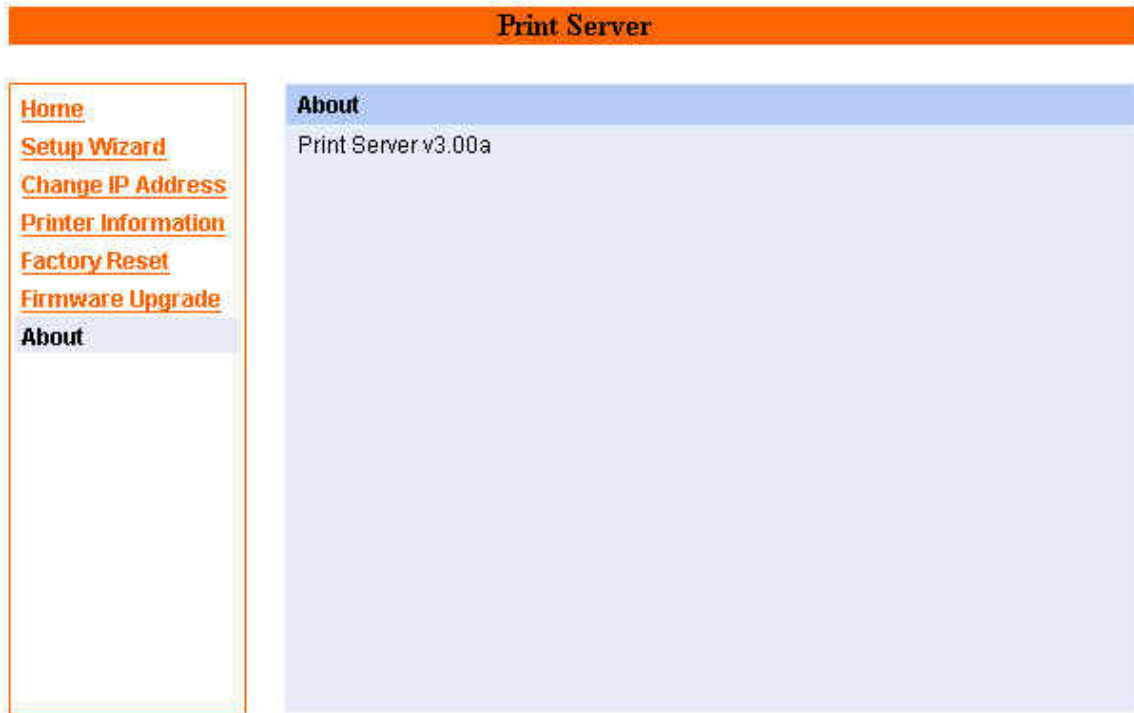 Print Server
Home
Setup Wizard
Change IP Address
Printer Information
Factory Reset
Firmware Upgrade
About
About
Print Server v3.00a